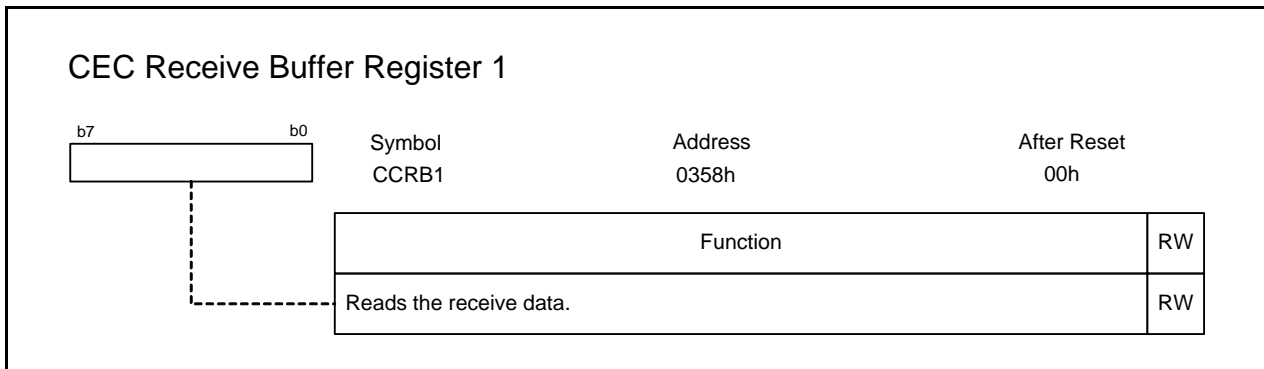 CEC Receive Buffer Register 1
b7 b0 Symbol Address After Reset
CCRB1 0358h 00h
Function RW
Reads the receive data. RW